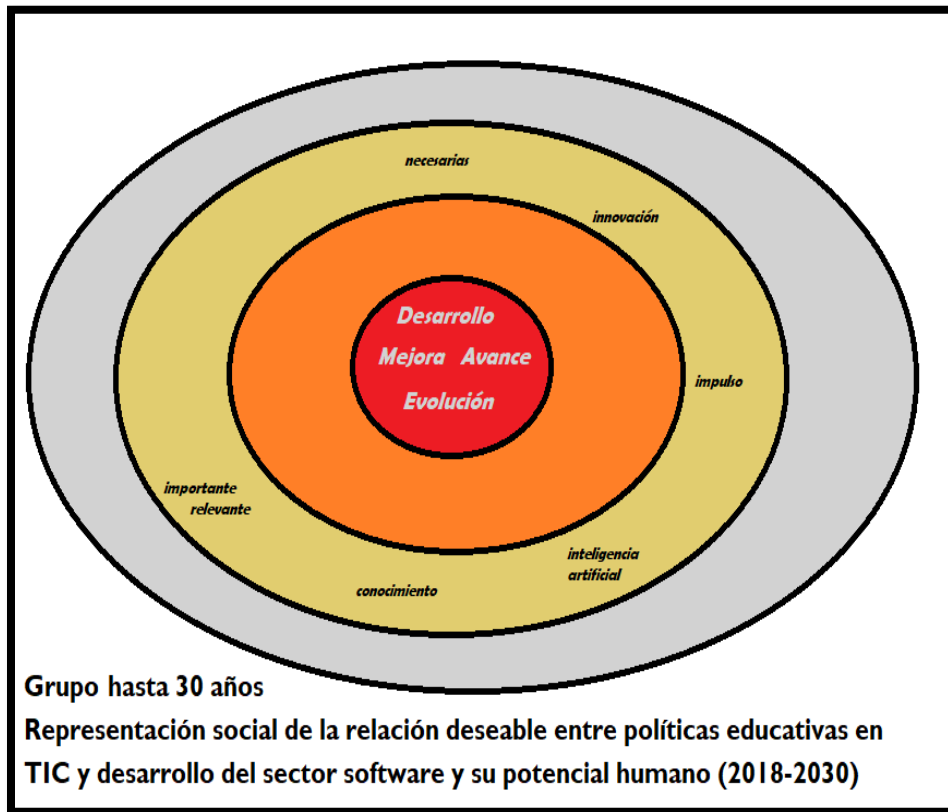 necesarias
innovación
Desarrollo
Mejora Avance
impulso
Evolución
importante
relevante
inteligencia
artificial
conocimiento
Grupo hasta 30 años
Representación social de la relación deseable entre políticas educativas en
TIC y desarrollo del sector software y su potencial humano (2018-2030)